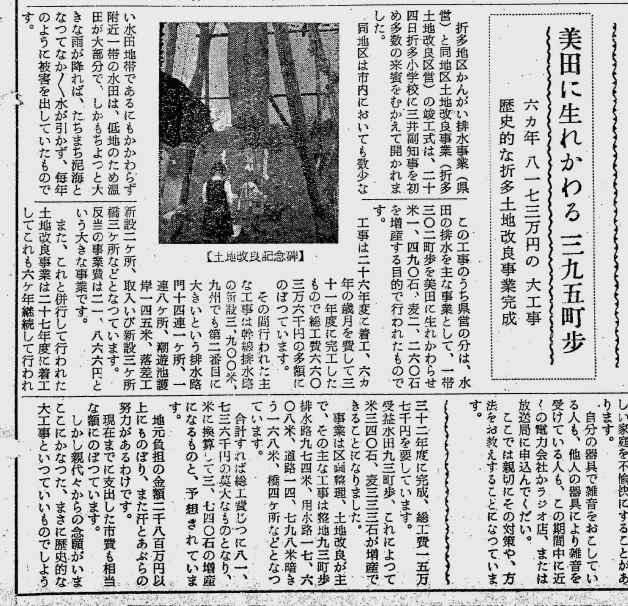 美田に生れかわる 三九五町歩
六カ年 八一七三万円の 大工事
歴史的な折多土地改良事業完成
折多地区かんがい排水事業(県
営)と同地区土地改良事業(折多
土地改良区営)の竣工式は、二十
四日折多小学校に三井副知事を初
め多数の来賓をむかえて開かれま
した。
同地区は市内においても数少な
【土地改良記念碑】
い水田地帯であるにもかかわらず
附近一帯の水田は、低地のため湿
田が大部分で、しかもちょっと大
きな雨が降れば、たちまち泥海と
なつてなか〳〵水が引かず、毎年
のように被害を出していたもので
す。
この工事のうち県営の分は、水
田の排水を主な事業として、一帯
三〇二町歩を美田に生れかわらせ
米一、四九〇石、麦二、二六〇石
を増産する目的で行われたもので
す。
工事は二十六年度に着工、六カ
年の歳月を費して三
十一年度に完工した
もので総工費六六〇
三万六千円の多額に
のぼつています。
その間行われた主
な工事は幹線排水路
の新設三、九〇〇米、
九州でも第二番目に
大きいという排水路
門十四連一ヶ所、一
連八ヶ所、潮遊池護
岸一四五米、落差工
新設二ヶ所、取入いび新設三ヶ所
橋三ヶ所などとなつています。
反当の事業費は二一、八六六円と
いう大きな事業です。
また、これと併行して行われた
土地改良事業は二十七年度に着工
してこれも六ヶ年継続して行われ
三十二年度に完成、総工費一五万
七千円を要しています。
受益水田九三町歩、これによつて
米三四〇石、麦三三三石が増産で
きることになりました。
事業は区画整理、土地改良が主
で、その主な工事は整地九三町歩
排水路九七四米、用水路一七、六
〇八米、道路一四、七九八米暗き
よ一六八米、橋四ヶ所などとなつ
ています。
合計すれば総工費じつに八一、
七三六千円の莫大なものとなり、
米に換算して三、七四〇石の増産
になるものと、予想されていま
す。
地元負担の金額二千八百万円以
上にものぼり、また汗とあぶらの
努力があるわけです。
現在までに支出した市費も相当
な額にのぼつています。
しかし親代々からの念願がいま
ここにかなつた、まさに歴史的な
大工事といつていいものでしよう
しい家庭を不愉快にすることがあ
ります。
自分の器具で雑音をおこしてい
る人も、他人の器具により雑音を
受けている人も、この期間中に近
くの電力会社かラジオ店、または
放送局に申込んでください。
ここでは親切にその対策や、方
法をお教えすることになつていま
す。